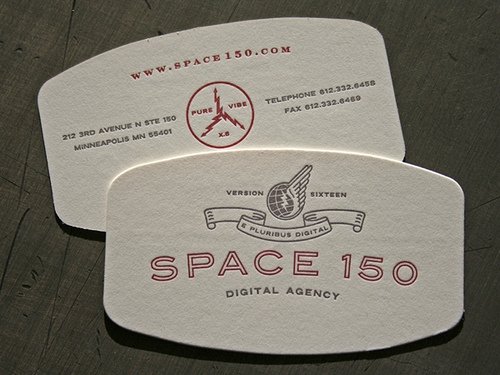 WWW.SPACE150.COM
PURE VIBE
X.6
212 3RD AVENUE N STE 150
MINNEAPOLIS MN 55401
TELEPHONE 612.332.6458
FAX 612.332.6469
VERSION SIXTEEN
E PLURIBUS DIGITAL
SPACE 150
DIGITAL AGENCY